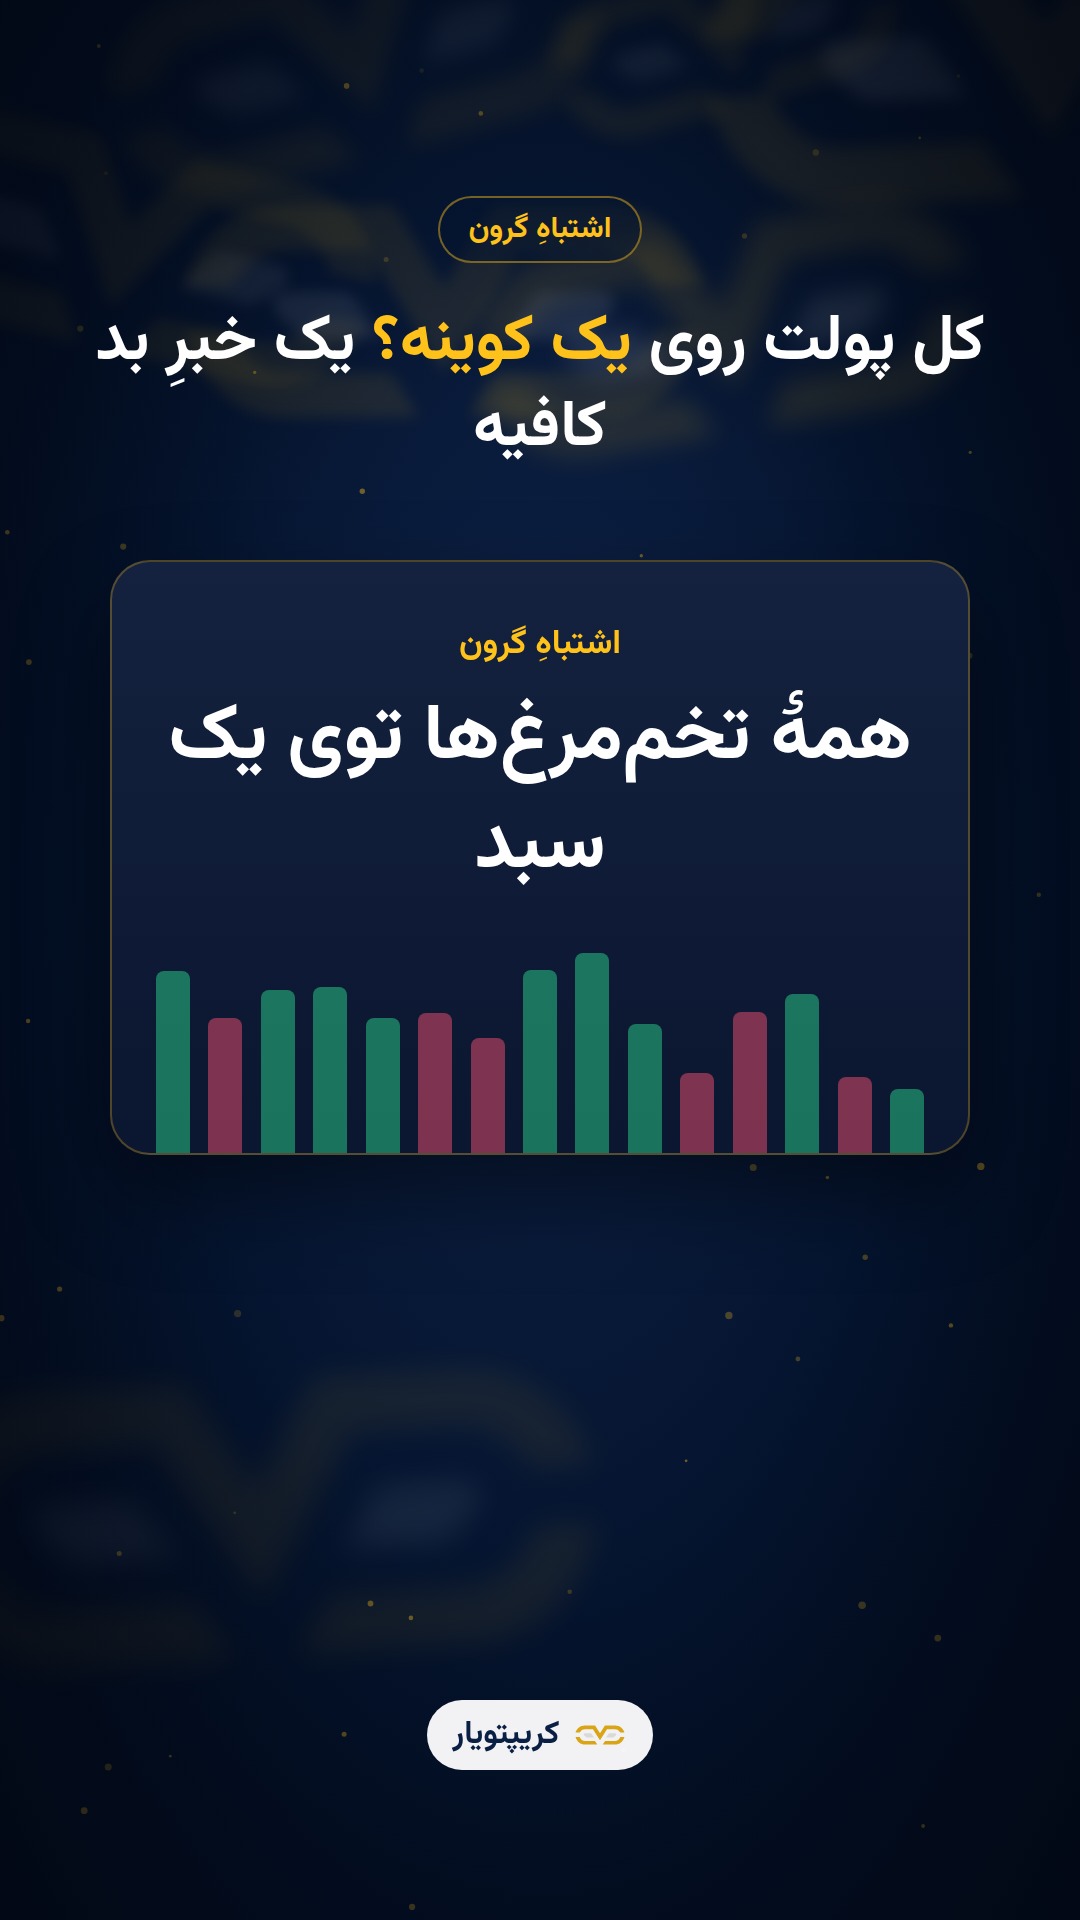 اشتباهِ گرون
کل پولت روی یک کوینه؟ یک خبرِ بد
کافیه
اشتباهِ گرون
همهٔ تخم‌مرغ‌ها توی یک
سبد
کریپتویار